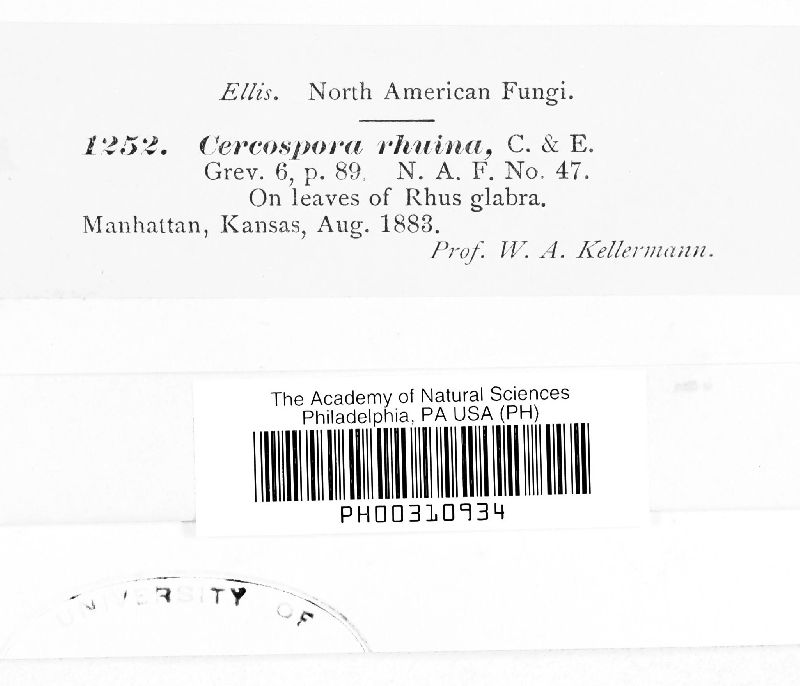 Ellis. North American Fungi.
1252. Cercospora rhuina, C. & E.
Grev. 6, p. 89. N. A. F. No. 47.
On leaves of Rhus glabra.
Manhattan, Kansas, Aug. 1883.
Prof. W. A. Kellermann.
The Academy of Natural Sciences
Philadelphia, PA USA (PH)
PH00310934
UNIVERSITY OF